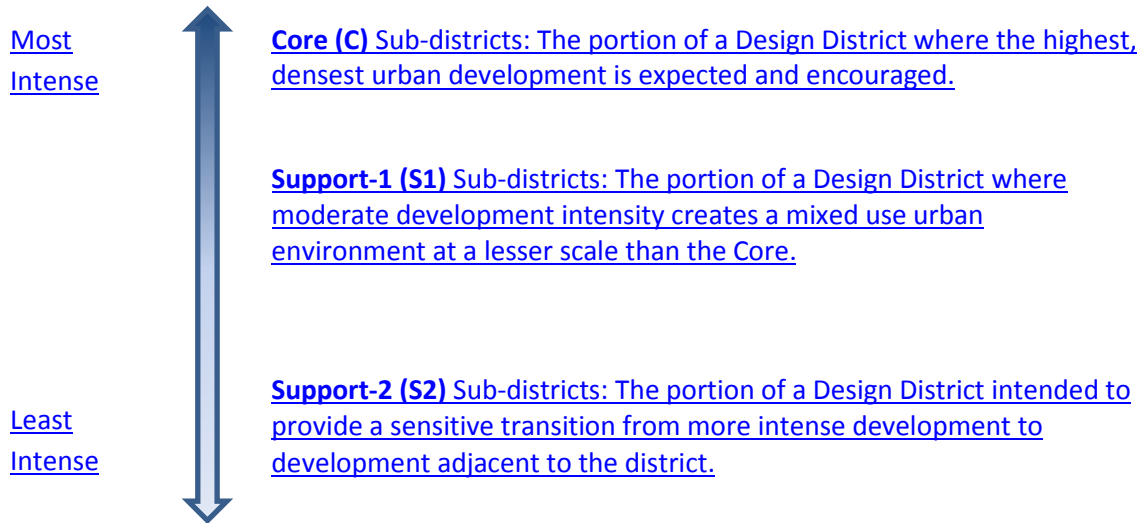 Most
Intense
Core (C) Sub-districts: The portion of a Design District where the highest,
densest urban development is expected and encouraged.
Support-1 (S1) Sub-districts: The portion of a Design District where
moderate development intensity creates a mixed use urban
environment at a lesser scale than the Core.
Support-2 (S2) Sub-districts: The portion of a Design District intended to
provide a sensitive transition from more intense development to
development adjacent to the district.
Least
Intense